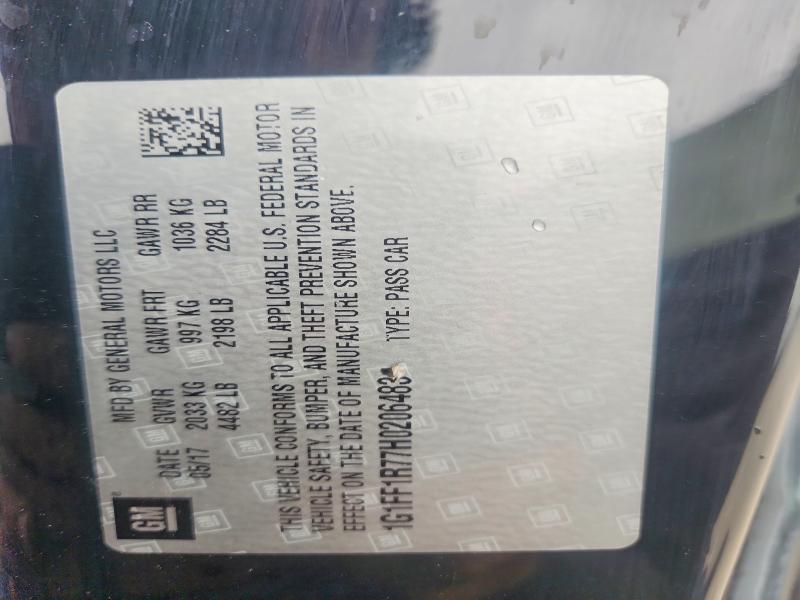 GM
MFD BY GENERAL MOTORS LLC
DATE GVWR GAWR FRT GAWR RR
05/17 2033 KG 997 KG 1036 KG
4482 LB 2198 LB 2284 LB
THIS VEHICLE CONFORMS TO ALL APPLICABLE U.S. FEDERAL MOTOR
VEHICLE SAFETY, BUMPER, AND THEFT PREVENTION STANDARDS IN
EFFECT ON THE DATE OF MANUFACTURE SHOWN ABOVE.
1G1FF1R77H0206483 TYPE: PASS CAR